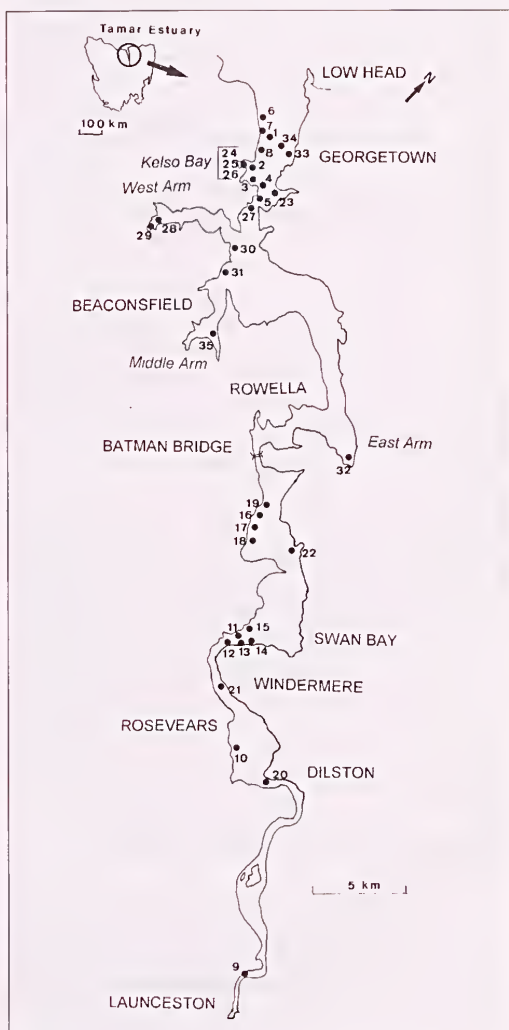 Tamar Estuary
LOW HEAD
N
100 km
6
7
1
34
8
33
GEORGETOWN
24
25
26
Kelso Bay
2
3
4
5
23
27
West Arm
29
28
30
31
BEACONSFIELD
35
Middle Arm
ROWELLA
BATMAN BRIDGE
East Arm
32
19
16
17
18
22
11
15
12
13
14
SWAN BAY
21
WINDERMERE
ROSEVEARS
10
20
DILSTON
5 km
9
LAUNCESTON